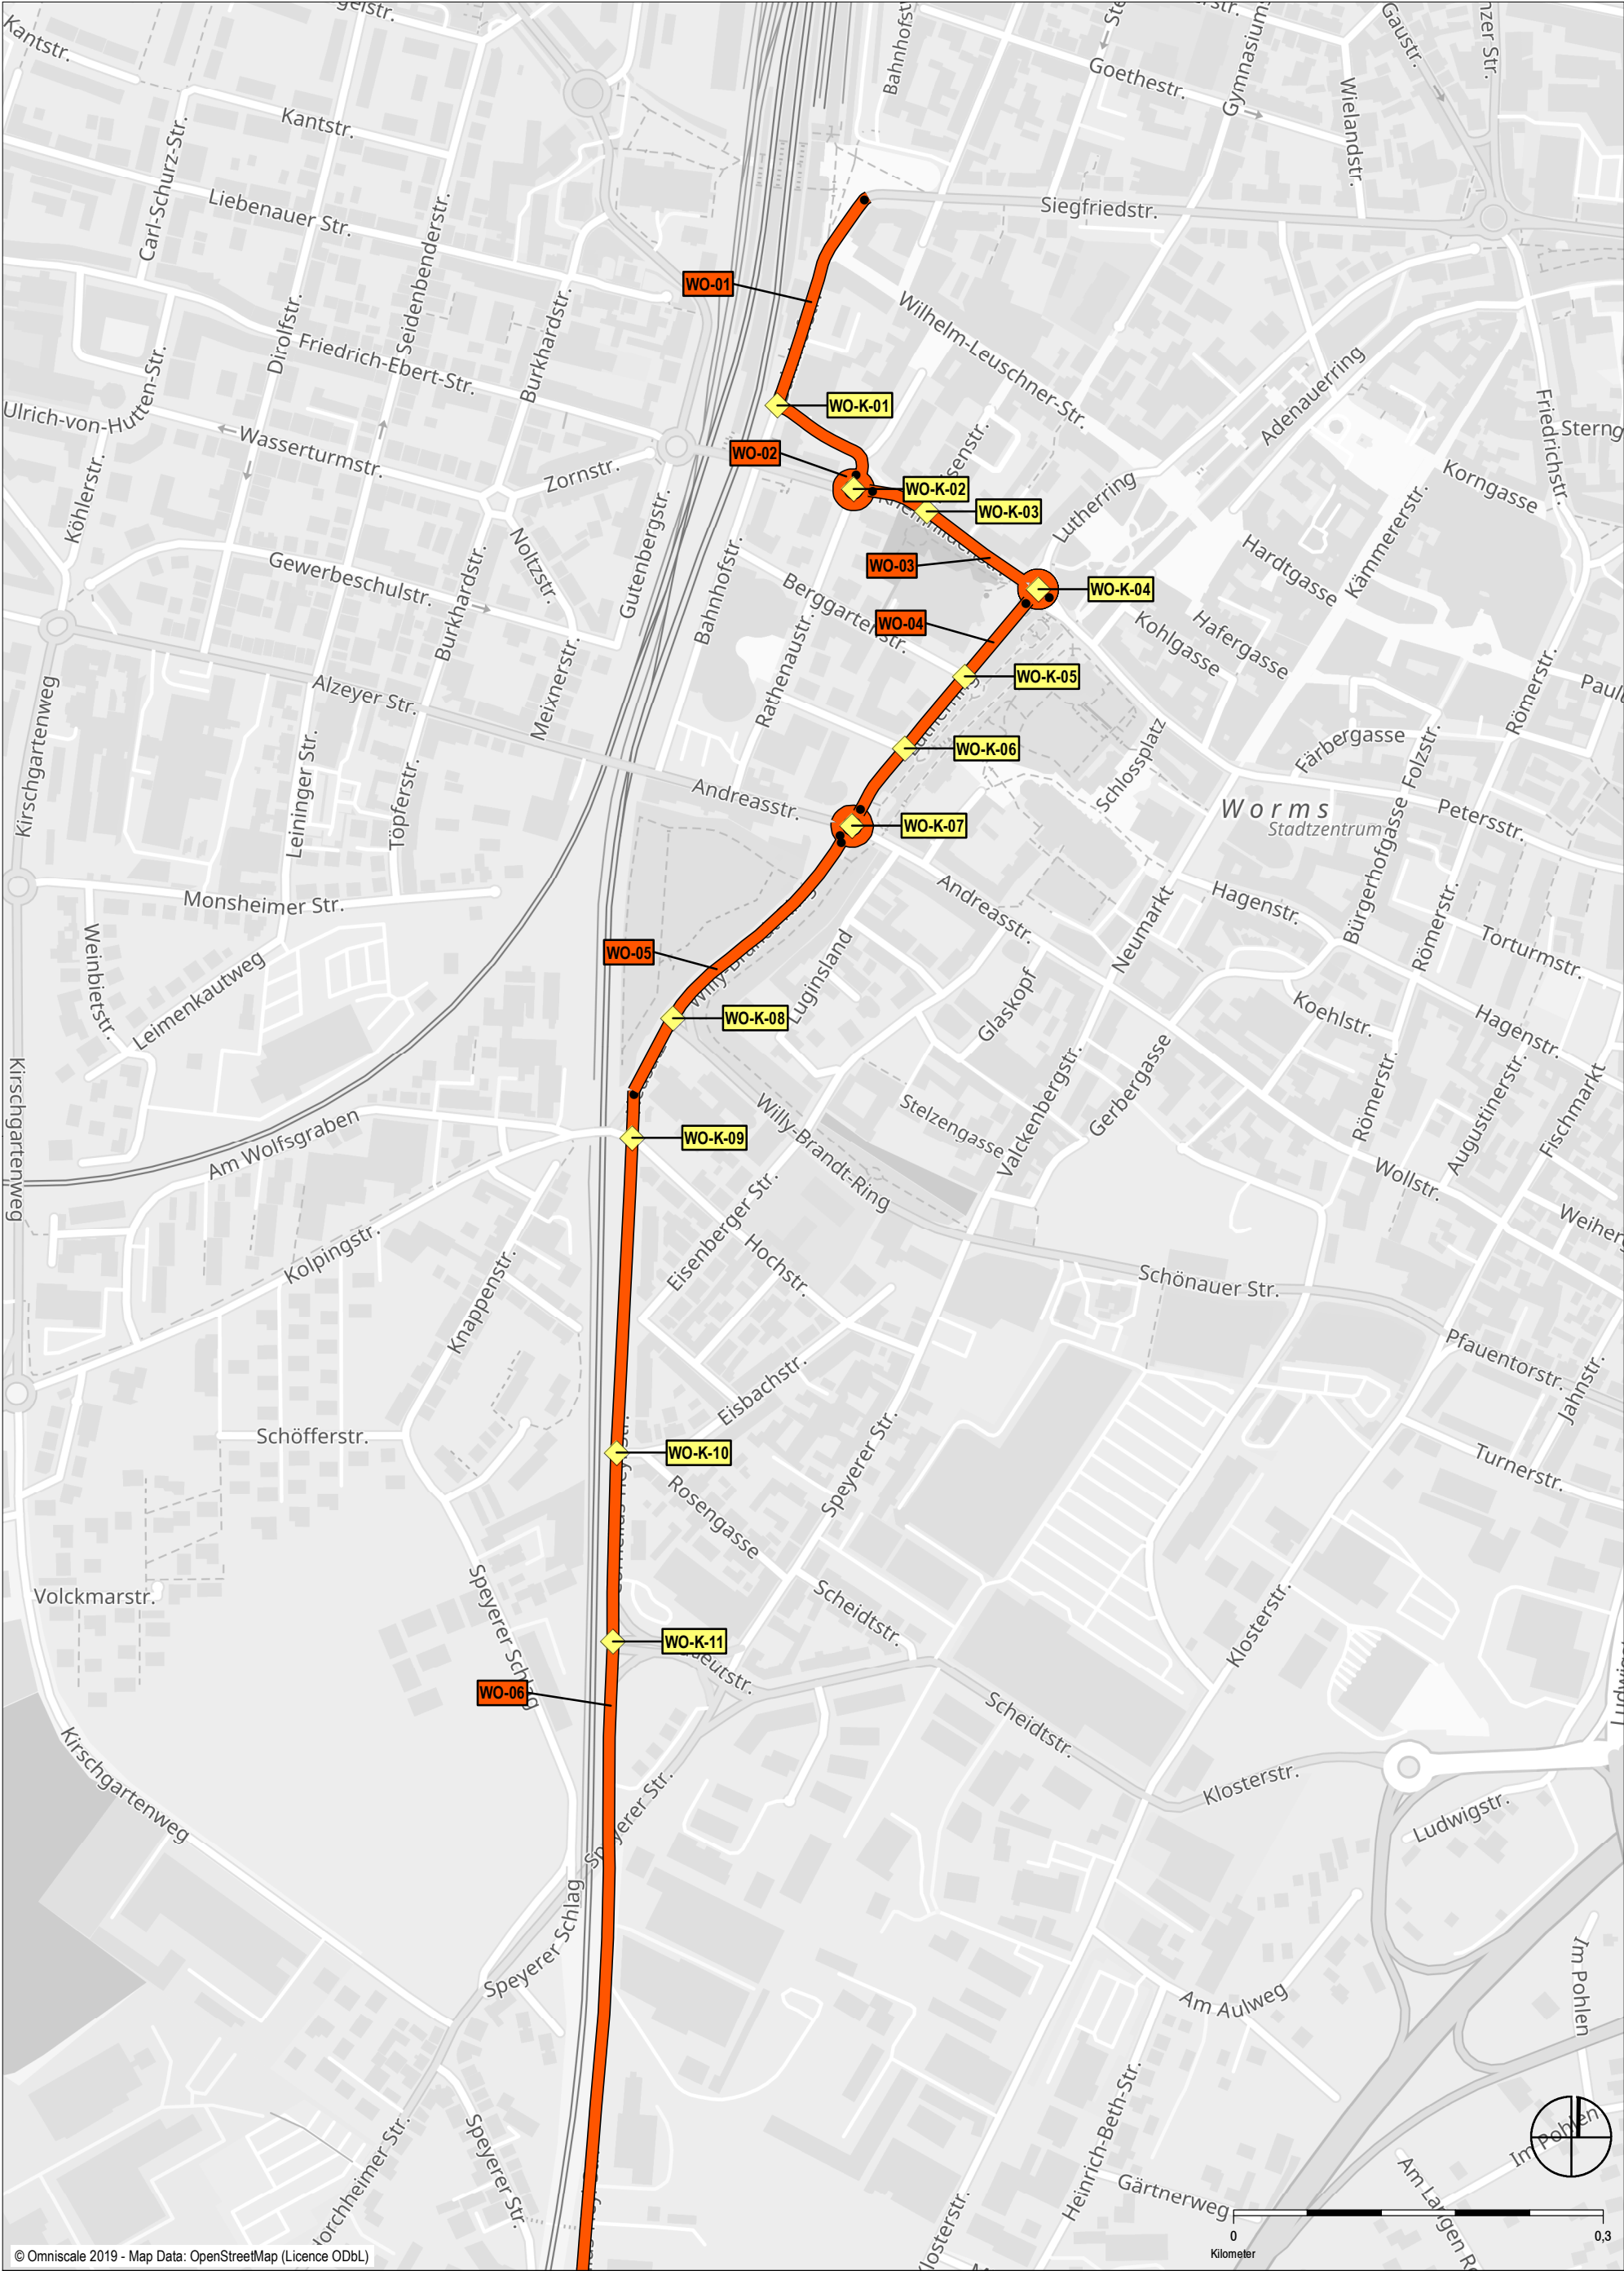 Kantstr.
Bahnhofstr.
Goethestr.
Gaustr.
Wielandstr.
Kantstr.
Carl-Schurz-Str.
Liebenauer Str.
Seidenbenderstr.
Siegfriedstr.
WO-01
Dirolfstr.
Burkhardstr.
Friedrich-Ebert-Str.
Wilhelm-Leuschner-Str.
Adenauerring
Friedrichstr.
Ulrich-von-Hutten-Str.
WO-K-01
Wasserturmstr.
WO-02
Zornstr.
WO-K-02
WO-K-03
Lutherring
Korngasse
Köhlerstr.
Noltzstr.
Gutenbergstr.
Bahnhofstr.
WO-03
Hardtgasse
Kämmererstr.
Gewerbeschulstr.
Burkhardstr.
Berggartenstr.
WO-K-04
WO-04
Kohlgasse
Hafergasse
Kirschgartenweg
Alzeyer Str.
Meixnerstr.
Rathenaustr.
WO-K-05
Römerstr.
WO-K-06
Schlossplatz
Färbergasse
Folzstr.
Leininger Str.
Töpferstr.
Andreasstr.
WO-K-07
Worms
Stadtzentrum
Petersstr.
Bürgerhofgasse
Monsheimer Str.
Andreasstr.
Neumarkt
Hagenstr.
Römerstr.
Torturmstr.
Weinbietstr.
Leimenkautweg
WO-05
Luginsland
Glaskopf
WO-K-08
Koehlstr.
Hagenstr.
Kirschgartenweg
Am Wolfsgraben
WO-K-09
Willy-Brandt-Ring
Stelzengasse
Valckenbergstr.
Gerbergasse
Römerstr.
Augustinerstr.
Fischmarkt
Wollstr.
Kolpingstr.
Knappenstr.
Eisenberger Str.
Hochstr.
Schönauer Str.
Pfauentorstr.
Jahnstr.
Eisbachstr.
Schöfferstr.
WO-K-10
Rosengasse
Speyerer Str.
Turnerstr.
Volckmarstr.
Speyerer Schlag
Scheidtstr.
Klosterstr.
WO-K-11
WO-06
Scheidtstr.
Kirschgartenweg
Speyerer Str.
Klosterstr.
Ludwigstr.
Speyerer Schlag
Am Aulweg
Im Pohlen
Im Pohlen
Speyerer Str.
Heinrich-Beth-Str.
Gärtnerweg
0
0,3
Kilometer
© Omniscale 2019 - Map Data: OpenStreetMap (Licence ODbL)